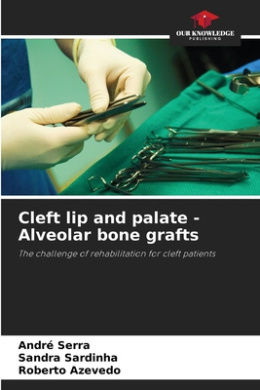 OUR KNOWLEDGE
PUBLISHING
Cleft lip and palate -
Alveolar bone grafts
The challenge of rehabilitation for cleft patients
André Serra
Sandra Sardinha
Roberto Azevedo